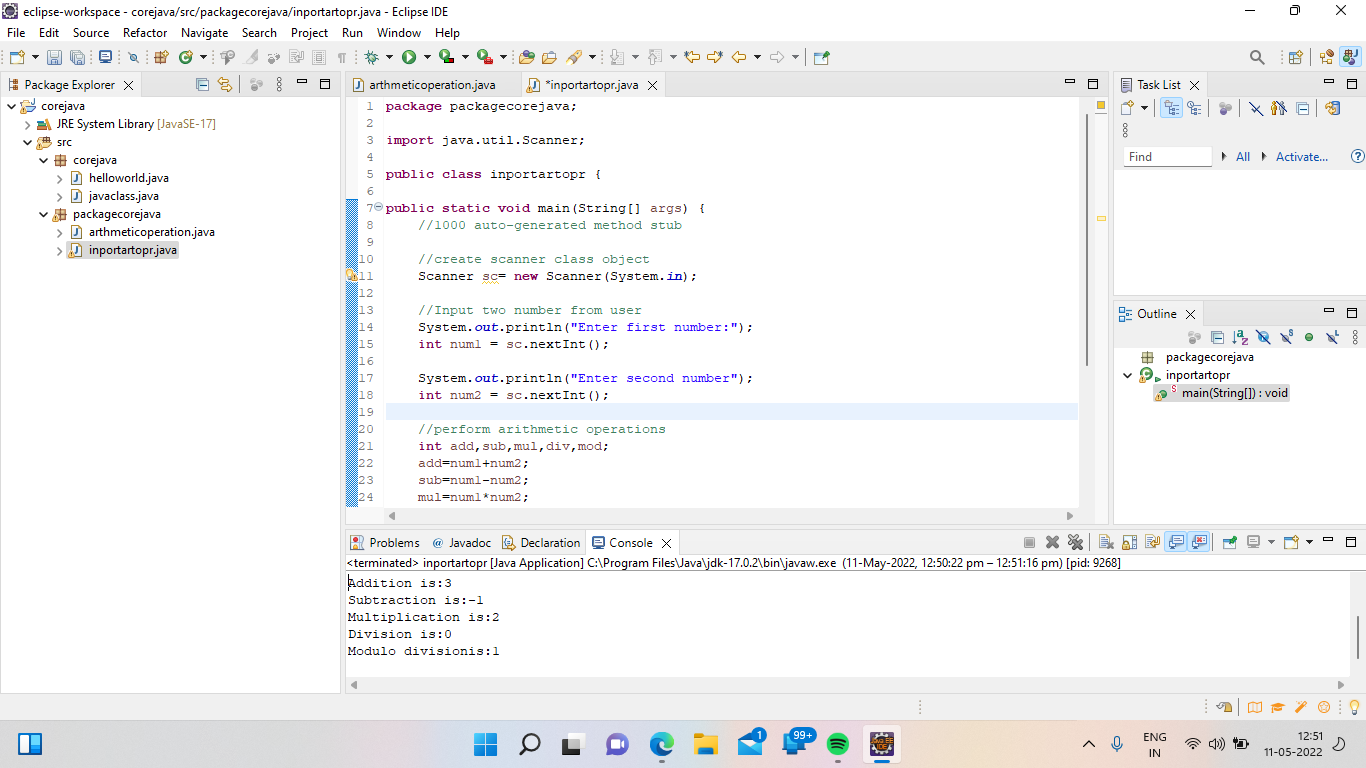 eclipse-workspace - corejava/src/packagecorejava/inportartopr.java - Eclipse IDE
File Edit Source Refactor Navigate Search Project Run Window Help
Package Explorer
corejava
JRE System Library [JavaSE-17]
src
corejava
helloworld.java
javaclass.java
packagecorejava
arthmeticoperation.java
inportartopr.java
arthmeticoperation.java *inportartopr.java
1 package packagecorejava;
2
3 import java.util.Scanner;
4
5 public class inportartopr {
6
7 public static void main(String[] args) {
8 //1000 auto-generated method stub
9
10 //create scanner class object
11 Scanner sc= new Scanner(System.in);
12
13 //Input two number from user
14 System.out.println("Enter first number:");
15 int num1 = sc.nextInt();
16
17 System.out.println("Enter second number");
18 int num2 = sc.nextInt();
19
20 //perform arithmetic operations
21 int add,sub,mul,div,mod;
22 add=num1+num2;
23 sub=num1-num2;
24 mul=num1*num2;
Task List
Find All Activate...
Outline
packagecorejava
inportartopr
main(String[]) : void
Problems Javadoc Declaration Console
<terminated> inportartopr [Java Application] C:\Program Files\Java\jdk-17.0.2\bin\javaw.exe (11-May-2022, 12:50:22 pm – 12:51:16 pm) [pid: 9268]
Addition is:3
Subtraction is:-1
Multiplication is:2
Division is:0
Modulo divisionis:1
1
99+
Java EE
IDE
ENG
IN
12:51
11-05-2022